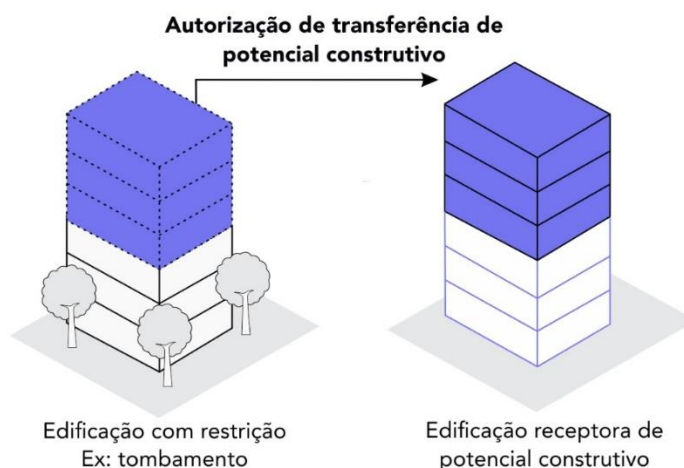 Autorização de transferência de
potencial construtivo
Edificação com restrição
Ex: tombamento
Edificação receptora de
potencial construtivo